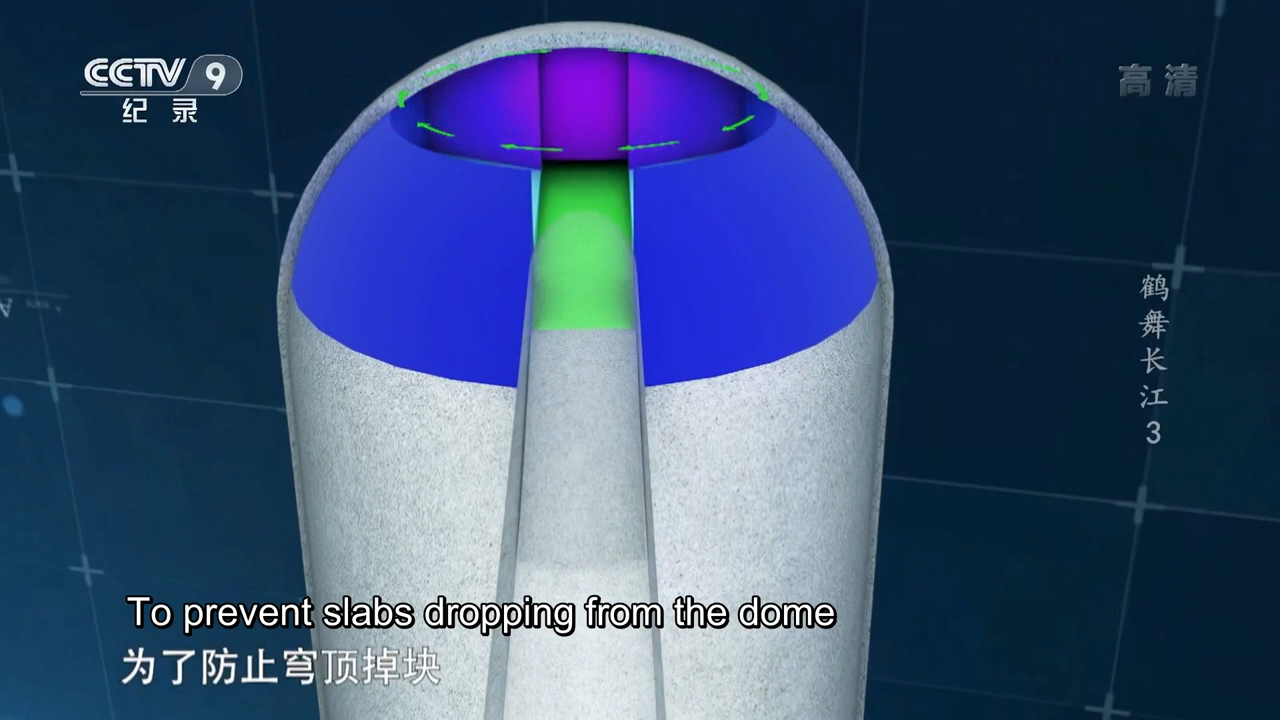 CCTV 9
纪录
高清
鹤舞长江3
To prevent slabs dropping from the dome
为了防止穹顶掉块